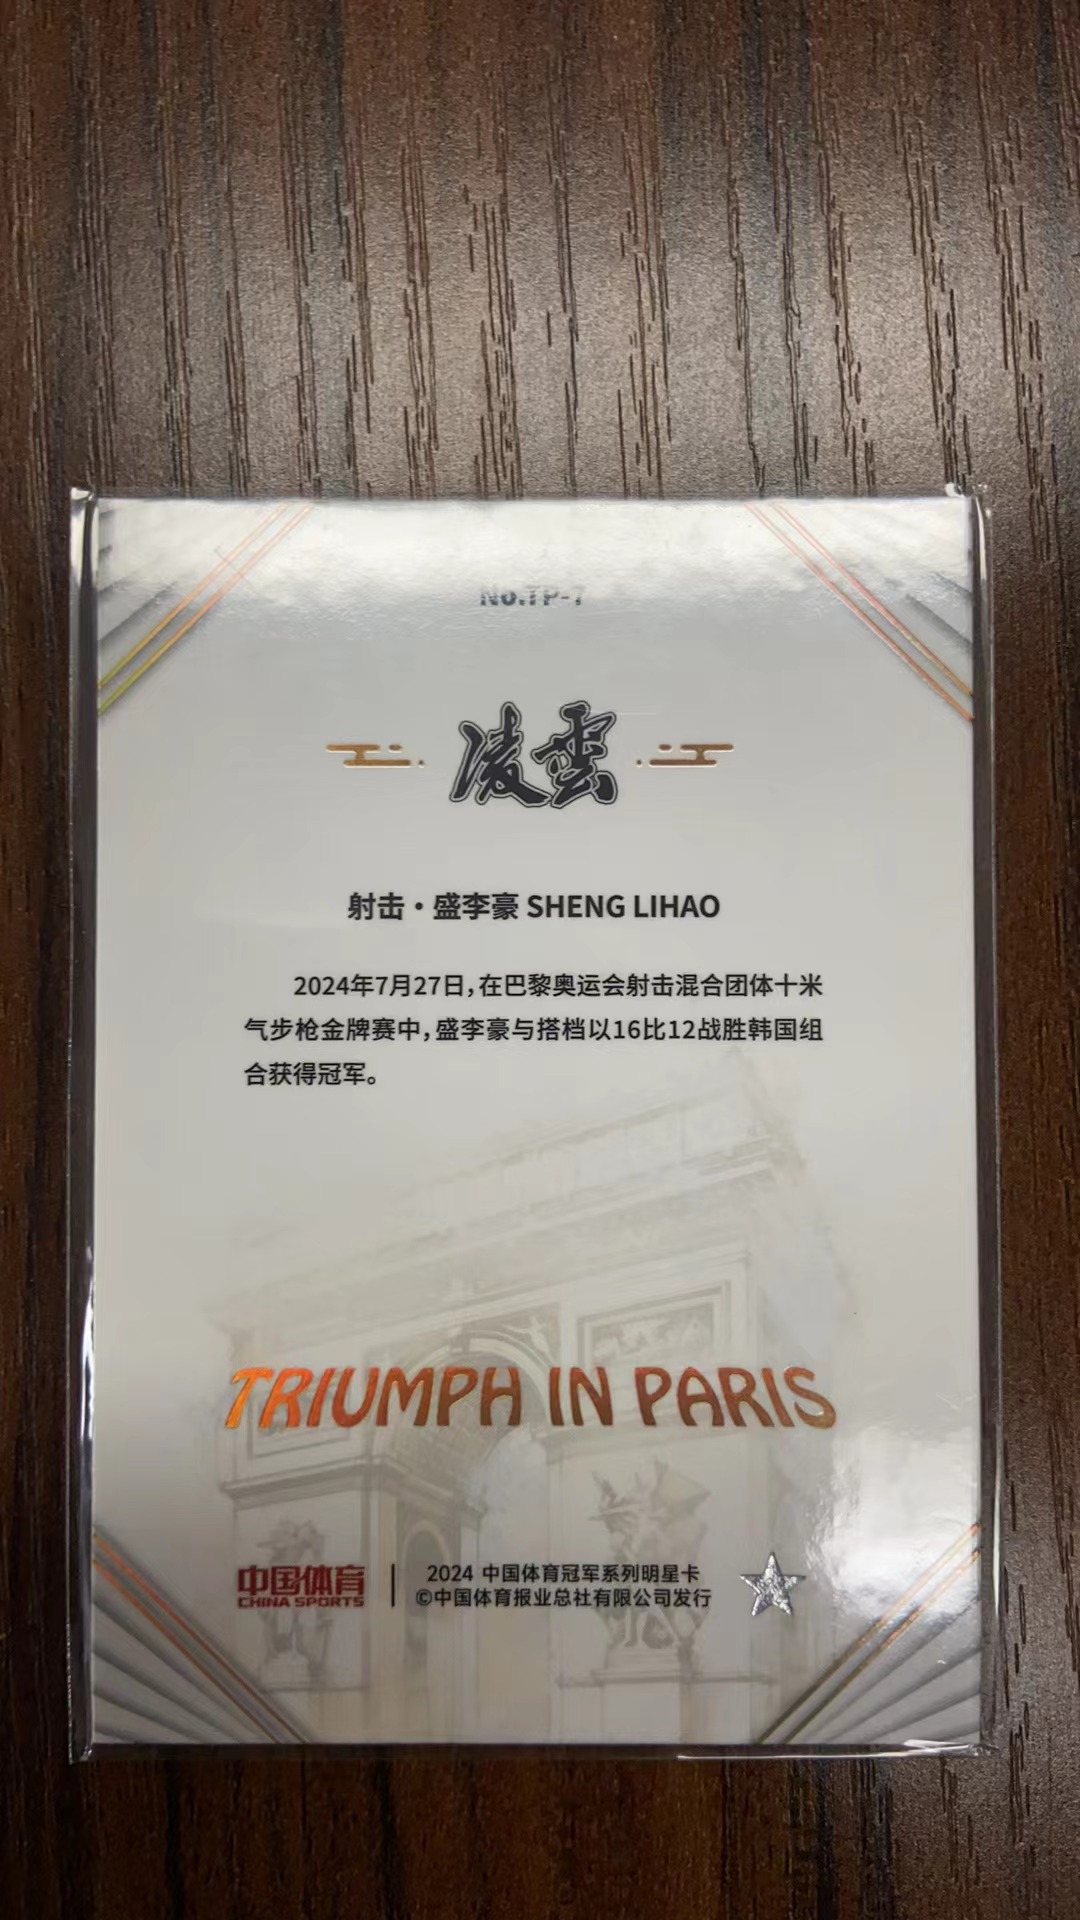 No.TP-7
凌雲
射击·盛李豪 SHENG LIHAO
2024年7月27日，在巴黎奥运会射击混合团体十米
气步枪金牌赛中，盛李豪与搭档以16比12战胜韩国组
合获得冠军。
TRIUMPH IN PARIS
中国体育
CHINA SPORTS
2024 中国体育冠军系列明星卡
©中国体育报业总社有限公司发行